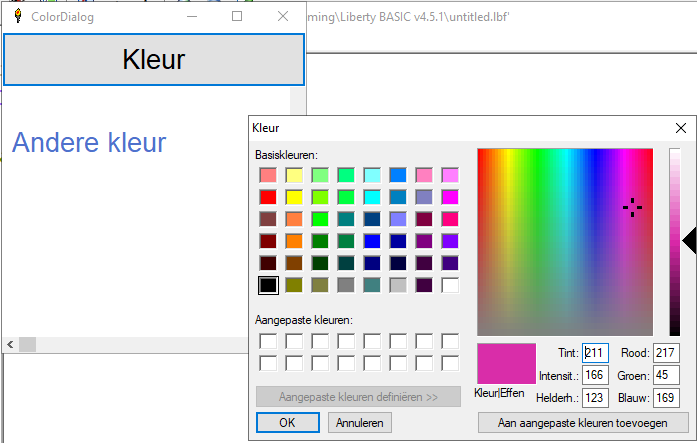 ColorDialog
ming\Liberty BASIC v4.5.1\untitled.lbf'
Kleur
Andere kleur
Kleur
Basiskleuren:
Aangepaste kleuren:
Aangepaste kleuren definiëren >>
OK
Annuleren
Kleur|Effen
Tint: 211
Rood: 217
Intensit.: 166
Groen: 45
Helderh.: 123
Blauw: 169
Aan aangepaste kleuren toevoegen